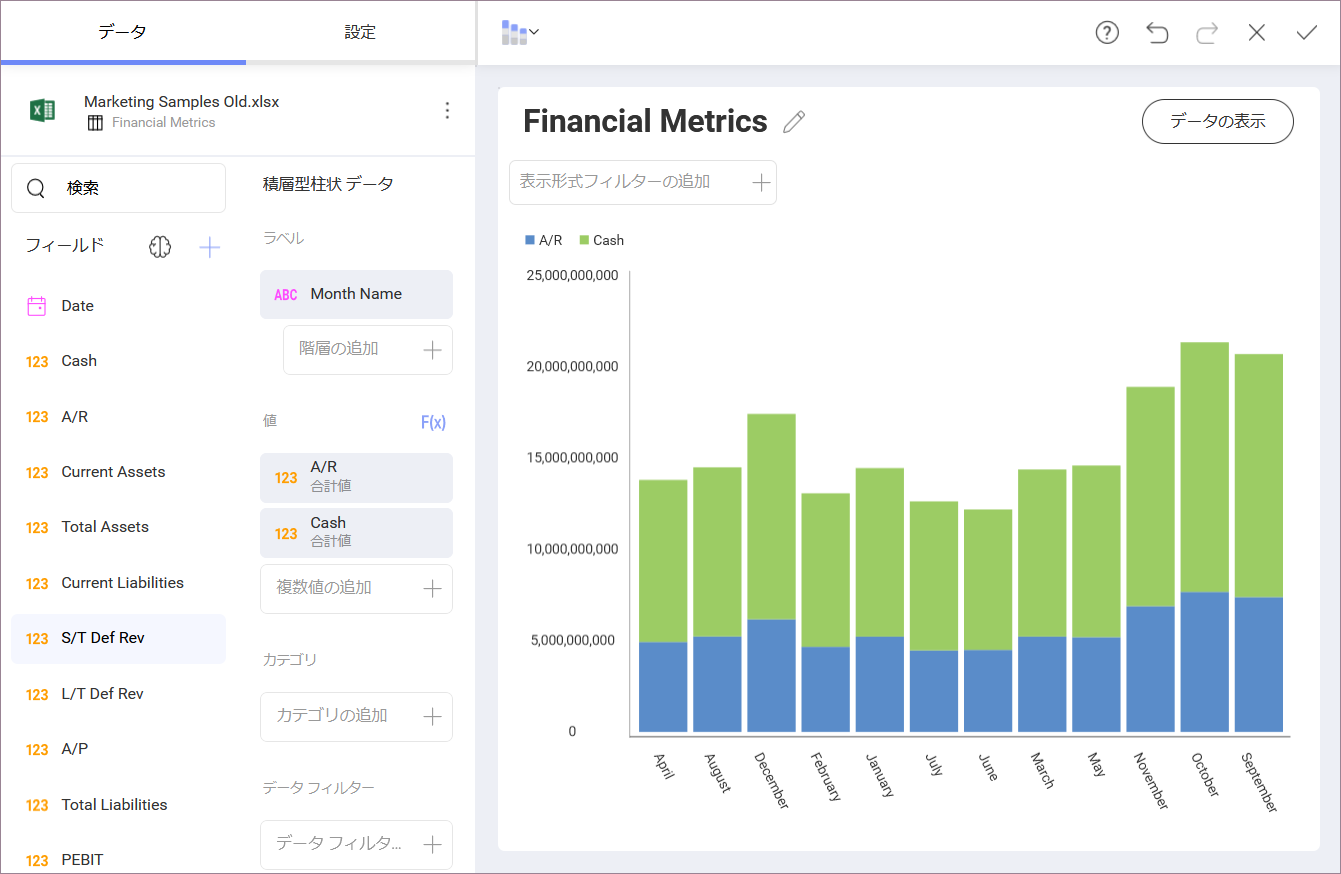 データ
設定
Marketing Samples Old.xlsx
Financial Metrics
検索
フィールド
Date
123 Cash
123 A/R
123 Current Assets
123 Total Assets
123 Current Liabilities
123 S/T Def Rev
123 L/T Def Rev
123 A/P
123 Total Liabilities
123 PEBIT
積層型柱状 データ
ラベル
ABC Month Name
階層の追加
値
F(x)
123 A/R
合計値
123 Cash
合計値
複数値の追加
カテゴリ
カテゴリの追加
データ フィルター
データ フィルタ...
Financial Metrics
データの表示
表示形式フィルターの追加
A/R Cash
25,000,000,000
20,000,000,000
15,000,000,000
10,000,000,000
5,000,000,000
0
April
August
December
February
January
July
June
March
May
November
October
September